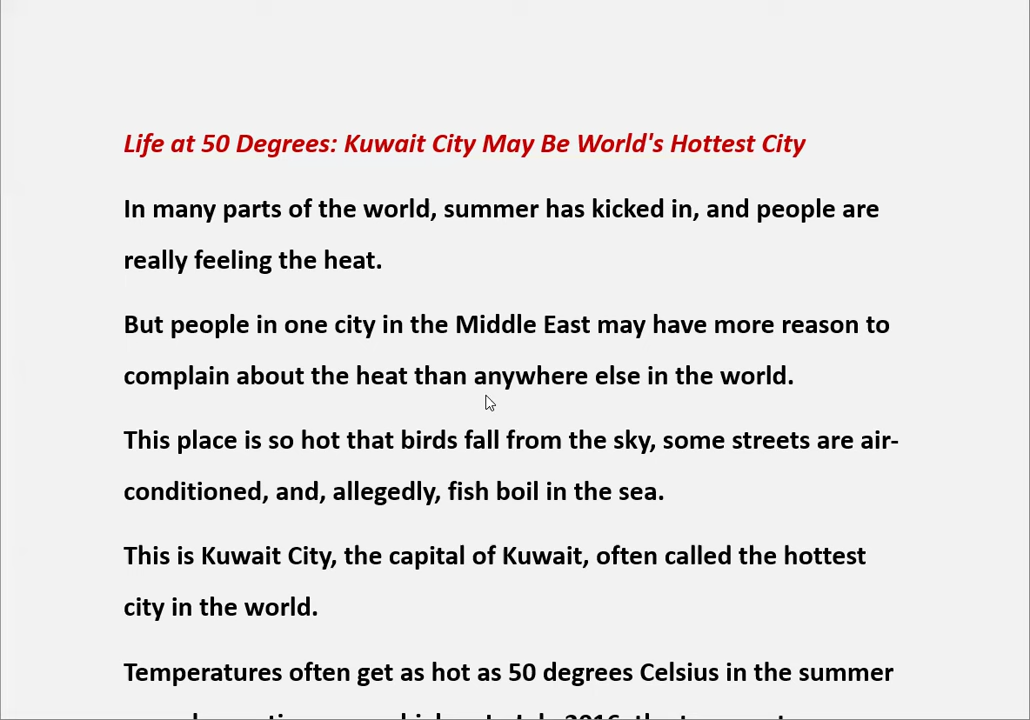 Life at 50 Degrees: Kuwait City May Be World's Hottest City
In many parts of the world, summer has kicked in, and people are
really feeling the heat.
But people in one city in the Middle East may have more reason to
complain about the heat than anywhere else in the world.
This place is so hot that birds fall from the sky, some streets are air-
conditioned, and, allegedly, fish boil in the sea.
This is Kuwait City, the capital of Kuwait, often called the hottest
city in the world.
Temperatures often get as hot as 50 degrees Celsius in the summer